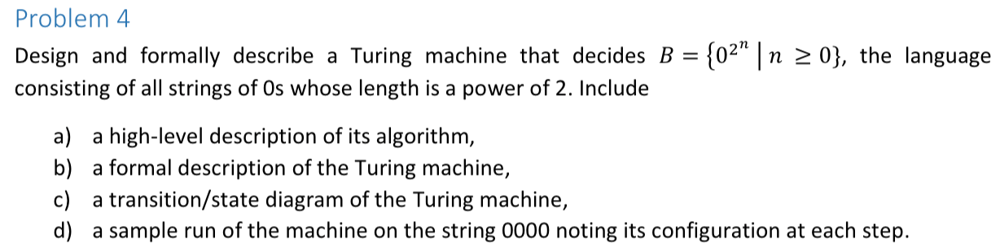 Problem 4
Design and formally describe a Turing machine that decides B = {0^{2^n} | n ≥ 0}, the language
consisting of all strings of 0s whose length is a power of 2. Include
a) a high-level description of its algorithm,
b) a formal description of the Turing machine,
c) a transition/state diagram of the Turing machine,
d) a sample run of the machine on the string 0000 noting its configuration at each step.